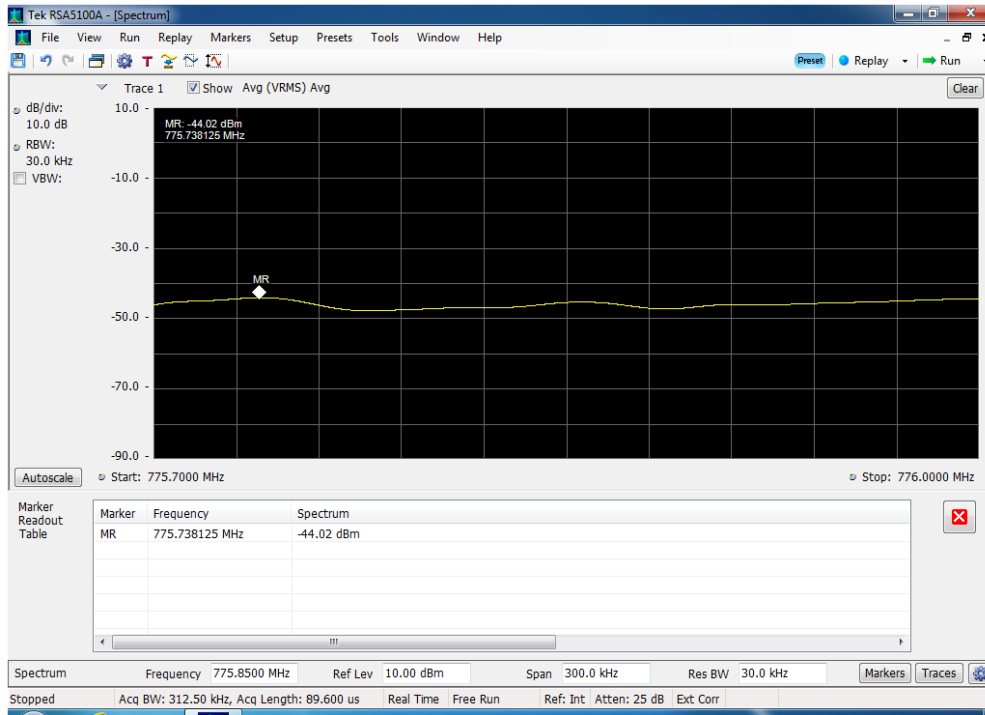 Tek RSA5100A - [Spectrum]
File View Run Replay Markers Setup Presets Tools Window Help
T Preset Replay Run
Trace 1 Show Avg (VRMS) Avg Clear
dB/div:
10.0 dB
RBW:
30.0 kHz
VBW:
10.0
-10.0
-30.0
-50.0
-70.0
-90.0
MR: -44.02 dBm
775.738125 MHz
MR
Autoscale Start: 775.7000 MHz Stop: 776.0000 MHz
Marker
Readout
Table
Marker Frequency Spectrum
MR 775.738125 MHz -44.02 dBm
Spectrum Frequency 775.8500 MHz Ref Lev 10.00 dBm Span 300.0 kHz Res BW 30.0 kHz Markers Traces
Stopped Acq BW: 312.50 kHz, Acq Length: 89.600 us Real Time Free Run Ref: Int Atten: 25 dB Ext Corr